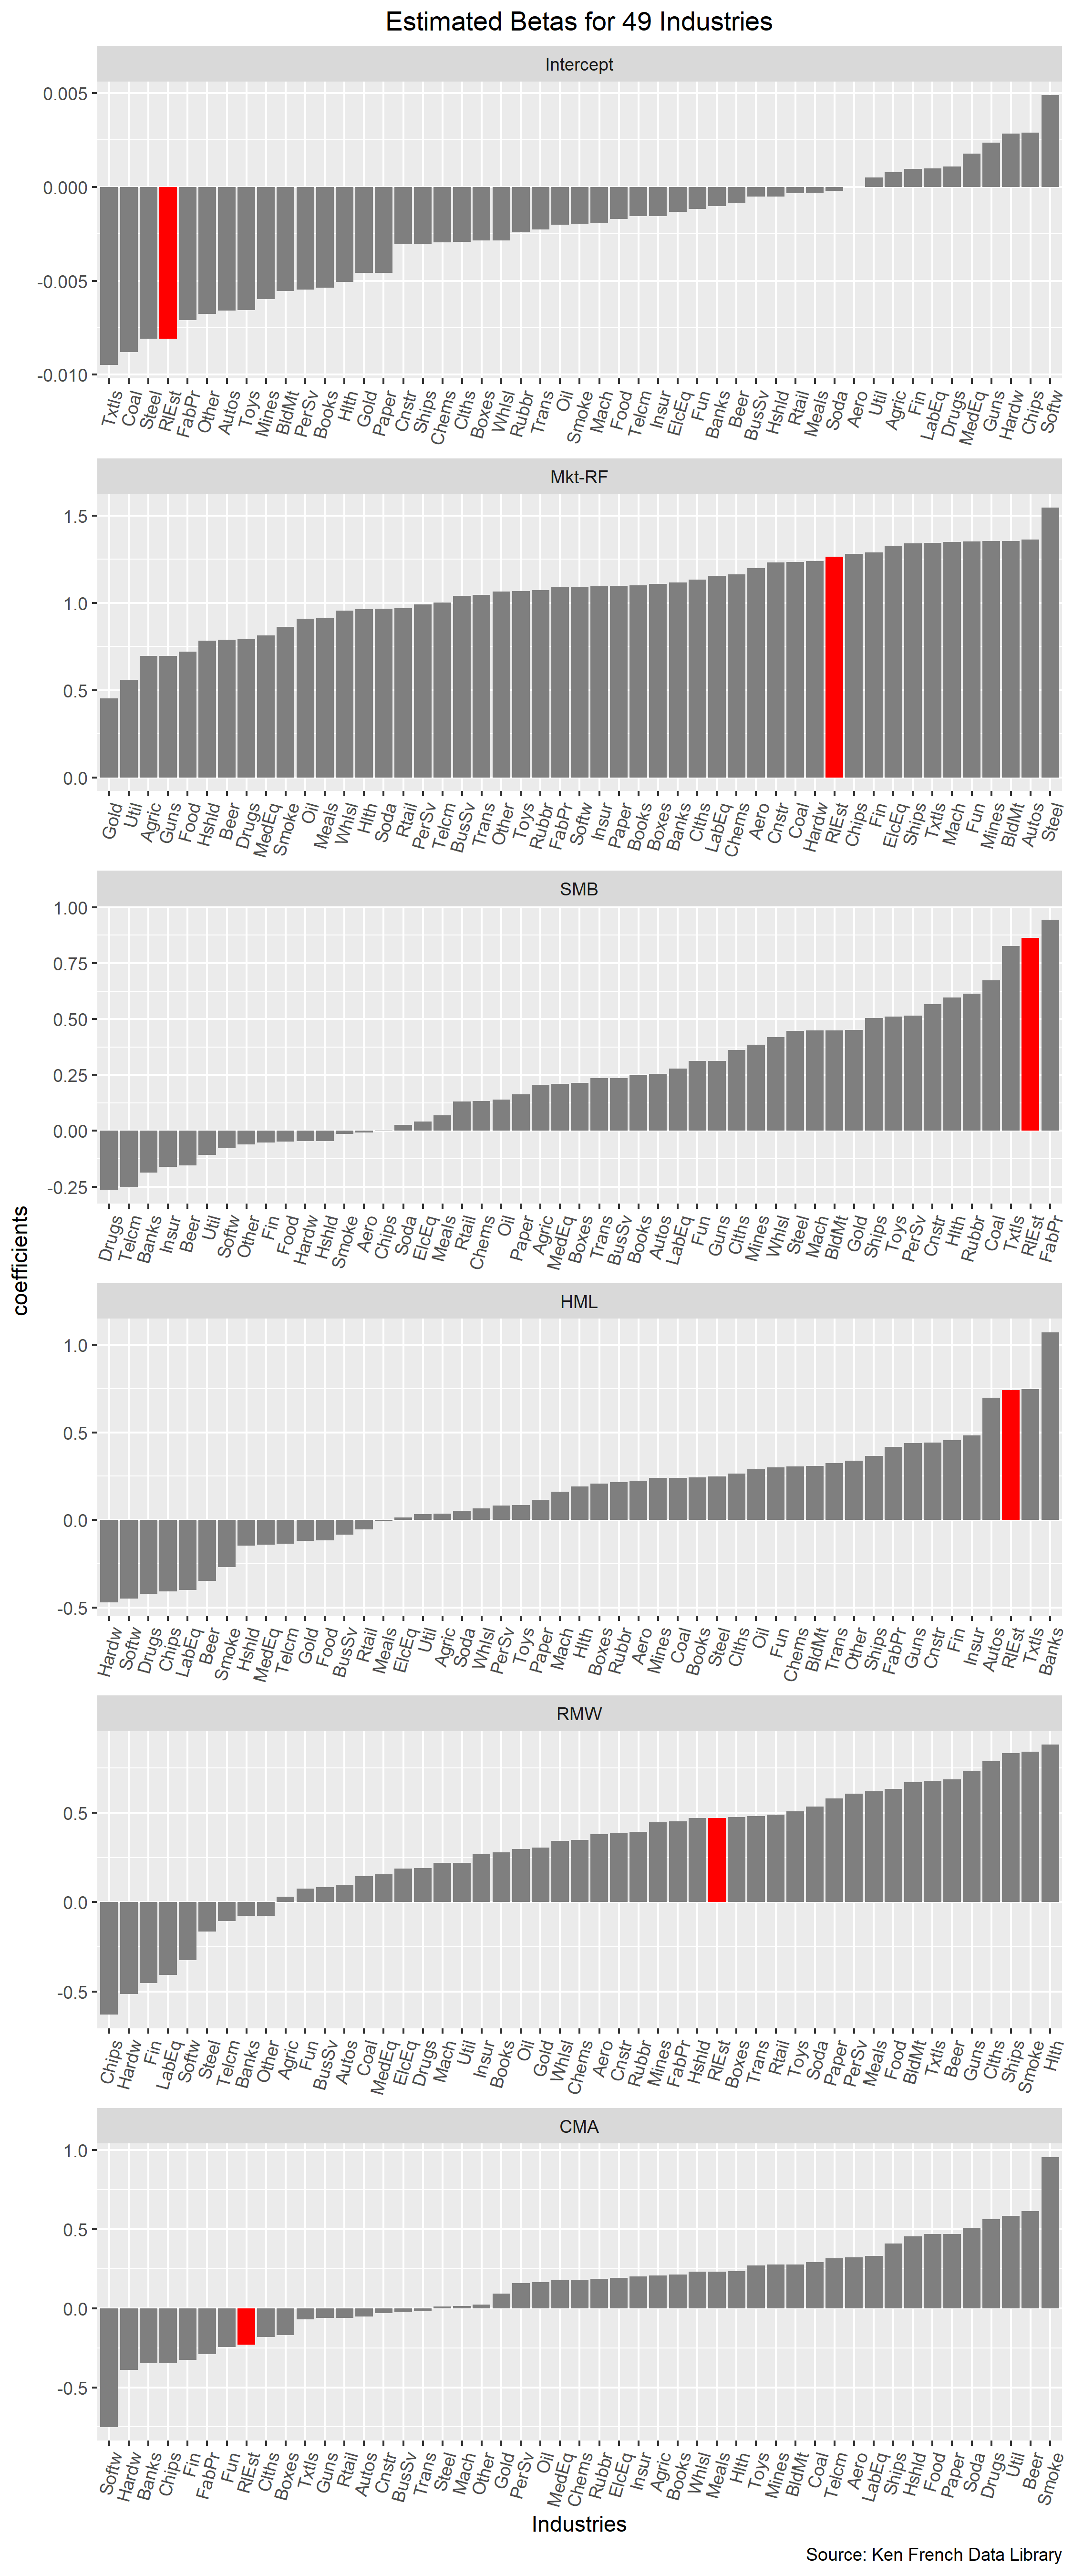 Estimated Betas for 49 Industries
Intercept
0.005
0.000
-0.005
-0.010
Txtls Coal Steel RlEst FabPr Other Autos Toys Mines BldMt PerSv Books Hlth Gold Paper Cnstr Ships Chems Clths Boxes Whlsl Rubbr Trans Oil Smoke Mach Food Telcm Insur ElcEq Fun Banks Beer BusSv Hshld Rtail Meals Soda Aero Util Agric Fin LabEq Drugs MedEq Guns Hardw Chips Softw
Mkt-RF
1.5
1.0
0.5
0.0
Gold Util Agric Guns Food Hshld Beer Drugs MedEq Smoke Oil Meals Whlsl Hlth Soda Rtail PerSv Telcm BusSv Trans Other Toys Rubbr FabPr Softw Insur Paper Books Boxes Banks Clths LabEq Chems Aero Cnstr Coal Hardw RlEst Chips Fin ElcEq Ships Txtls Mach Fun Mines BldMt Autos Steel
SMB
1.00
0.75
0.50
0.25
0.00
-0.25
Drugs Telcm Banks Insur Beer Util Softw Other Fin Food Hardw Hshld Smoke Aero Chips Soda ElcEq Meals Rtail Chems Oil Paper Agric MedEq Boxes Trans BusSv Books Autos LabEq Fun Guns Clths Mines Whlsl Steel Mach BldMt Gold Ships Toys PerSv Cnstr Hlth Rubbr Coal Txtls RlEst FabPr
coefficients
HML
1.0
0.5
0.0
-0.5
Hardw Softw Drugs Chips LabEq Beer Smoke Hshld MedEq Telcm Gold Food BusSv Rtail Meals ElcEq Util Agric Soda Whlsl PerSv Toys Paper Mach Hlth Boxes Rubbr Aero Mines Coal Books Steel Clths Oil Fun Chems BldMt Trans Other Ships FabPr Guns Cnstr Fin Insur Autos RlEst Txtls Banks
RMW
0.5
0.0
-0.5
Chips Hardw Fin LabEq Softw Steel Telcm Banks Other Agric Fun BusSv Autos Coal MedEq ElcEq Drugs Mach Util Insur Books Oil Gold Whlsl Chems Aero Cnstr Rubbr Mines FabPr Hshld RlEst Boxes Trans Rtail Toys Soda Paper PerSv Meals Food BldMt Txtls Beer Guns Clths Ships Smoke Hlth
CMA
1.0
0.5
0.0
-0.5
Softw Hardw Banks Chips Fin FabPr Fun RlEst Clths Boxes Txtls Guns Rtail Autos Cnstr BusSv Trans Steel Mach Other Gold PerSv Oil MedEq Chems Rubbr ElcEq Insur Agric Books Whlsl Meals Hlth Toys Mines BldMt Coal Telcm Aero LabEq Ships Hshld Food Paper Soda Drugs Util Beer Smoke
Industries
Source: Ken French Data Library